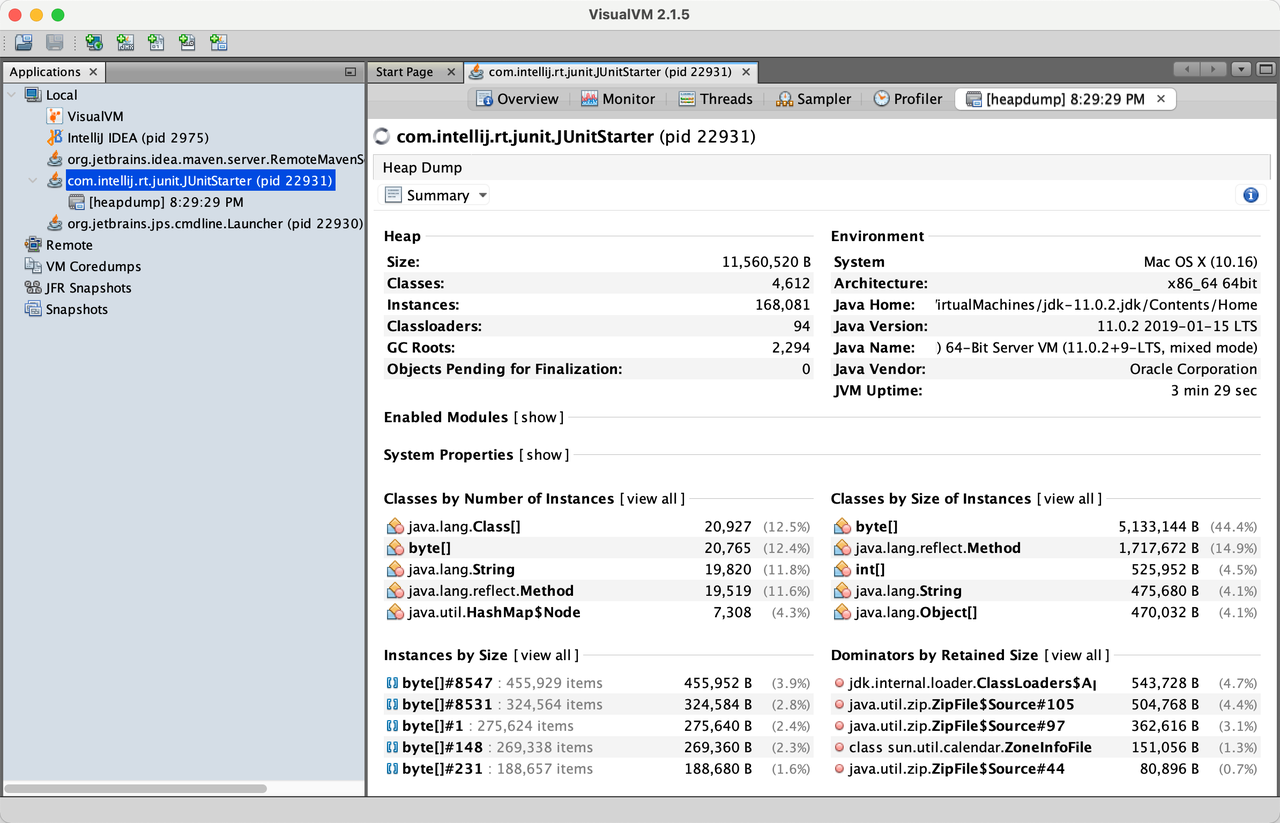 VisualVM 2.1.5
Applications
Start Page
com.intellij.rt.junit.JUnitStarter (pid 22931)
Local
VisualVM
IntelliJ IDEA (pid 2975)
org.jetbrains.idea.maven.server.RemoteMavenS
com.intellij.rt.junit.JUnitStarter (pid 22931)
[heapdump] 8:29:29 PM
org.jetbrains.jps.cmdline.Launcher (pid 22930)
Remote
VM Coredumps
JFR Snapshots
Snapshots
Overview Monitor Threads Sampler Profiler [heapdump] 8:29:29 PM
com.intellij.rt.junit.JUnitStarter (pid 22931)
Heap Dump
Summary
Heap
Size: 11,560,520 B
Classes: 4,612
Instances: 168,081
Classloaders: 94
GC Roots: 2,294
Objects Pending for Finalization: 0
Environment
System Mac OS X (10.16)
Architecture: x86_64 64bit
Java Home: 'irtualMachines/jdk-11.0.2.jdk/Contents/Home
Java Version: 11.0.2 2019-01-15 LTS
Java Name: ) 64-Bit Server VM (11.0.2+9-LTS, mixed mode)
Java Vendor: Oracle Corporation
JVM Uptime: 3 min 29 sec
Enabled Modules [ show ]
System Properties [ show ]
Classes by Number of Instances [ view all ]
java.lang.Class[] 20,927 (12.5%)
byte[] 20,765 (12.4%)
java.lang.String 19,820 (11.8%)
java.lang.reflect.Method 19,519 (11.6%)
java.util.HashMap$Node 7,308 (4.3%)
Classes by Size of Instances [ view all ]
byte[] 5,133,144 B (44.4%)
java.lang.reflect.Method 1,717,672 B (14.9%)
int[] 525,952 B (4.5%)
java.lang.String 475,680 B (4.1%)
java.lang.Object[] 470,032 B (4.1%)
Instances by Size [ view all ]
byte[]#8547 : 455,929 items 455,952 B (3.9%)
byte[]#8531 : 324,564 items 324,584 B (2.8%)
byte[]#1 : 275,624 items 275,640 B (2.4%)
byte[]#148 : 269,338 items 269,360 B (2.3%)
byte[]#231 : 188,657 items 188,680 B (1.6%)
Dominators by Retained Size [ view all ]
jdk.internal.loader.ClassLoaders$Ap 543,728 B (4.7%)
java.util.zip.ZipFile$Source#105 504,768 B (4.4%)
java.util.zip.ZipFile$Source#97 362,616 B (3.1%)
class sun.util.calendar.ZoneInfoFile 151,056 B (1.3%)
java.util.zip.ZipFile$Source#44 80,896 B (0.7%)